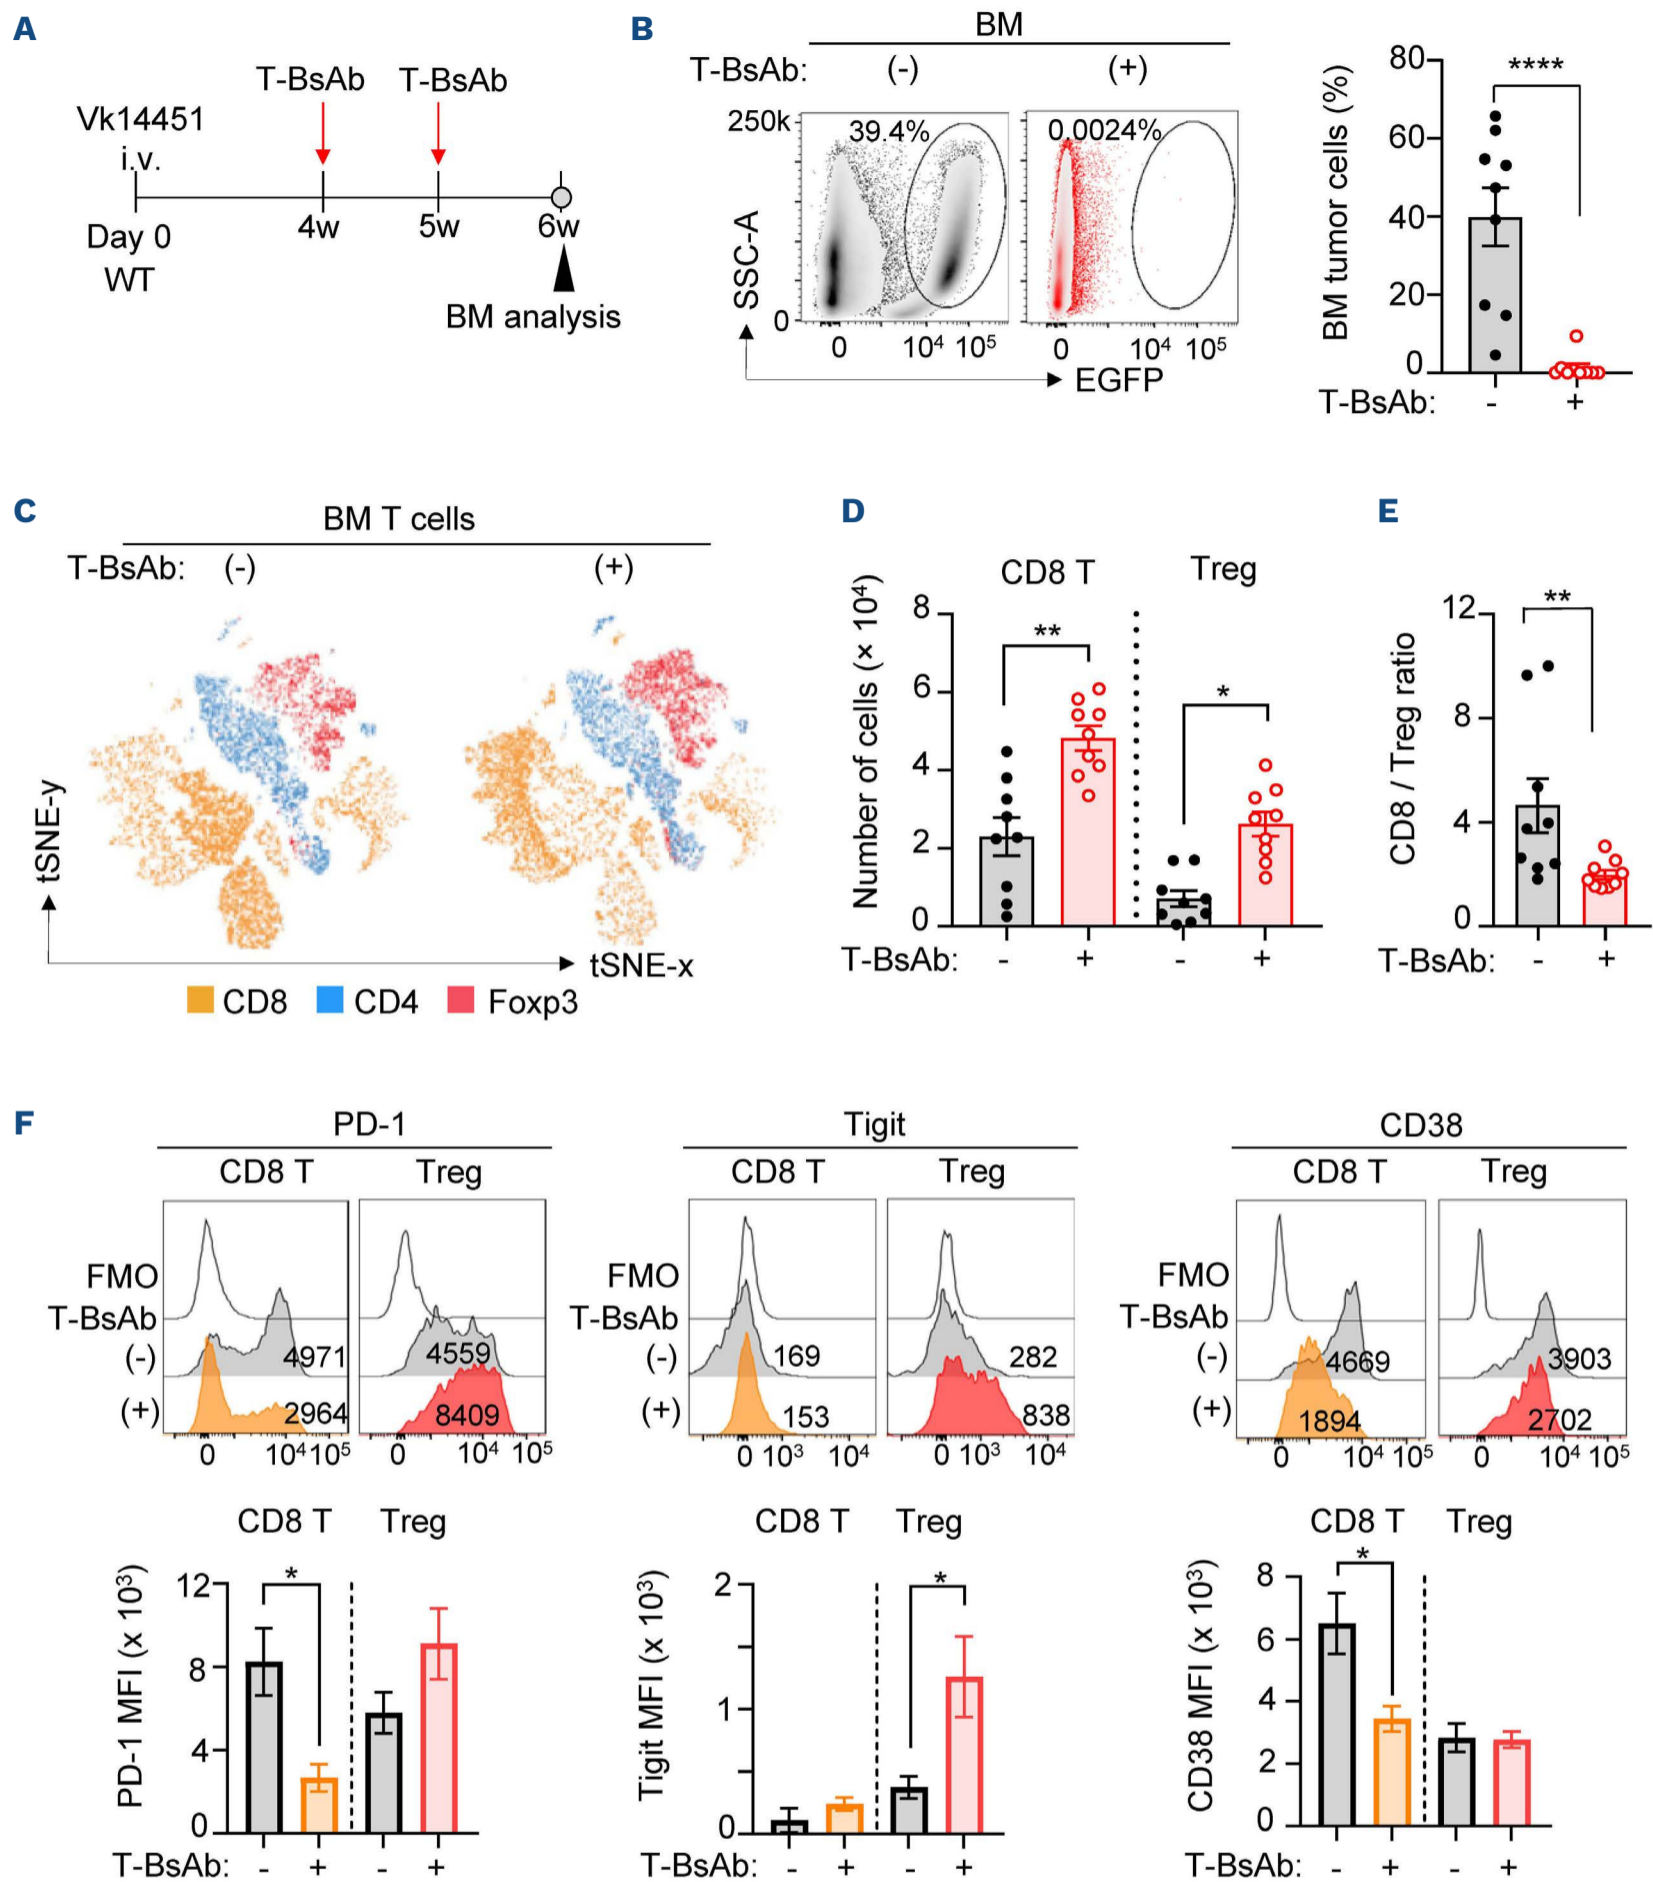 A
T-BsAb T-BsAb
Vk14451
i.v.
Day 0 4w 5w 6w
WT
BM analysis
B
BM
T-BsAb: (-) (+)
250k 39.4% 0.0024%
SSC-A
0
0 10⁴ 10⁵ 0 10⁴ 10⁵
EGFP
BM tumor cells (%)
80
60
40
20
0
****
T-BsAb: - +
C
BM T cells
T-BsAb: (-) (+)
tSNE-y
tSNE-x
CD8 CD4 Foxp3
D
CD8 T Treg
Number of cells (× 10⁴)
8
6
4
2
0
** *
T-BsAb: - + - +
E
CD8 / Treg ratio
12
8
4
0
**
T-BsAb: - +
F
PD-1
CD8 T Treg
FMO
T-BsAb
(-) 4971 4559
(+) 2964 8409
0 10⁴ 10⁵ 0 10⁴ 10⁵
Tigit
CD8 T Treg
FMO
T-BsAb
(-) 169 282
(+) 153 838
0 10³ 10⁴ 0 10³ 10⁴
CD38
CD8 T Treg
FMO
T-BsAb
(-) 4669 3903
(+) 1894 2702
0 10⁴ 10⁵ 0 10⁴ 10⁵
CD8 T Treg
PD-1 MFI (x 10³)
12
8
4
0
*
T-BsAb: - + - +
CD8 T Treg
Tigit MFI (x 10³)
2
1
0
*
T-BsAb: - + - +
CD8 T Treg
CD38 MFI (x 10³)
8
6
4
2
0
*
T-BsAb: - + - +